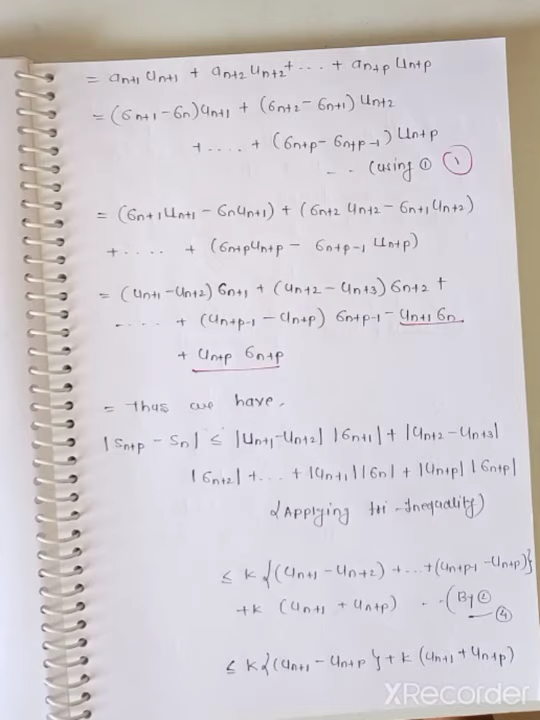 = an+1 Un+1 + an+2 Un+2 + .... + an+p Un+p
= (6n+1 - 6n)Un+1 + (6n+2 - 6n+1) Un+2
+ .... + (6n+p - 6n+p-1) Un+p
- - (using ① ①
= (6n+1 Un+1 - 6n Un+1) + (6n+2 Un+2 - 6n+1 Un+2)
+ .... + (6n+p Un+p - 6n+p-1 Un+p)
= (Un+1 - Un+2) 6n+1 + (Un+2 - Un+3) 6n+2 +
..... + (Un+p-1 - Un+p) 6n+p-1 - Un+1 6n
+ Un+p 6n+p
= Thus we have,
|Sn+p - Sn| ≤ |Un+1 - Un+2| |6n+1| + |Un+2 - Un+3|
|6n+2| + ... + |Un+1| |6n| + |Un+p| |6n+p|
{Applying tri-Inequality)
≤ K {(Un+1 - Un+2) + ... + (Un+p-1 - Un+p)}
+ K (Un+1 + Un+p) - - (By ②
④
≤ K {(Un+1 - Un+p} + K (Un+1 + Un+p)
XRecorder